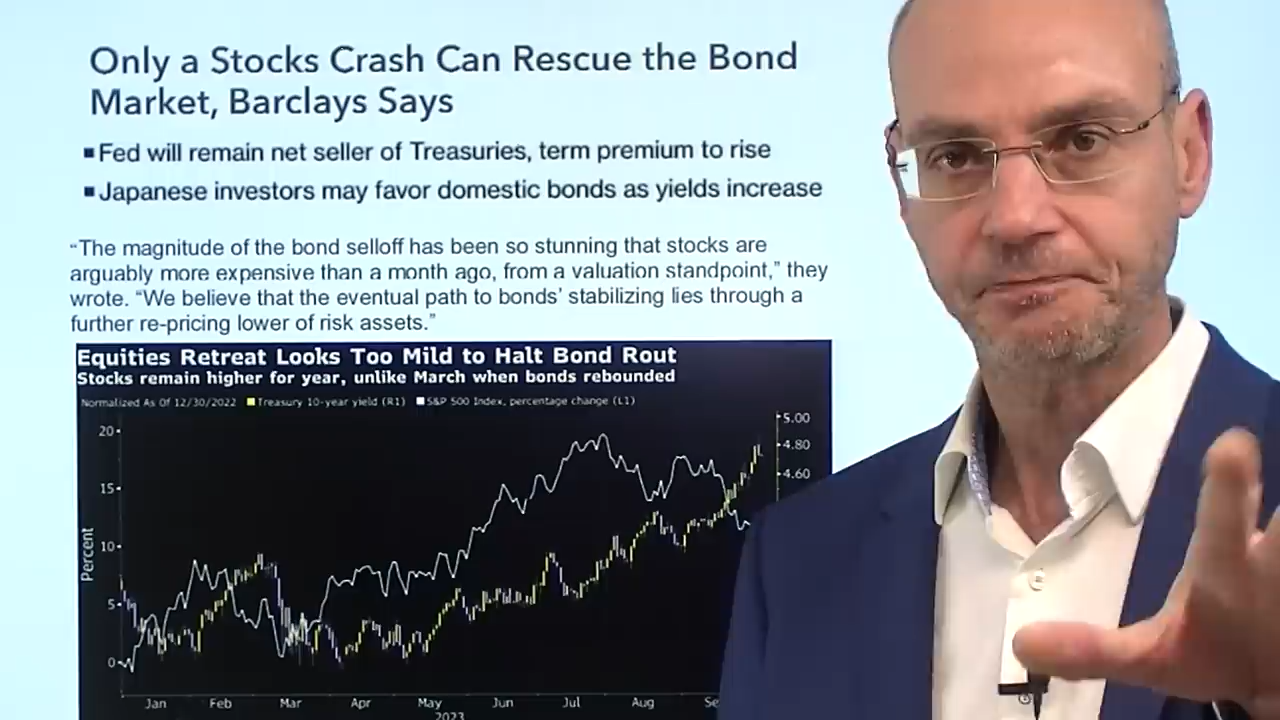 Only a Stocks Crash Can Rescue the Bond
Market, Barclays Says
▪ Fed will remain net seller of Treasuries, term premium to rise
▪ Japanese investors may favor domestic bonds as yields increase
“The magnitude of the bond selloff has been so stunning that stocks are
arguably more expensive than a month ago, from a valuation standpoint,” they
wrote. “We believe that the eventual path to bonds’ stabilizing lies through a
further re-pricing lower of risk assets.”
Equities Retreat Looks Too Mild to Halt Bond Rout
Stocks remain higher for year, unlike March when bonds rebounded
Normalized As Of 12/30/2022 Treasury 10-year yield (R1) S&P 500 Index, percentage change (L1)
5.00
20
4.80
4.60
15
10
Percent
5
0
Jan Feb Mar Apr May Jun Jul Aug Se
2023